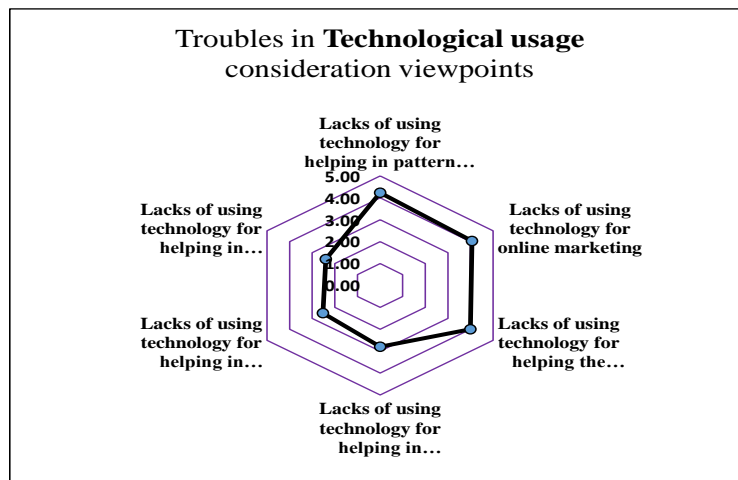 Troubles in Technological usage
consideration viewpoints
Lacks of using
technology for
helping in pattern…
5.00
4.00
3.00
2.00
1.00
0.00
Lacks of using
technology for
online marketing
Lacks of using
technology for
helping the…
Lacks of using
technology for
helping in…
Lacks of using
technology for
helping in…
Lacks of using
technology for
helping in…